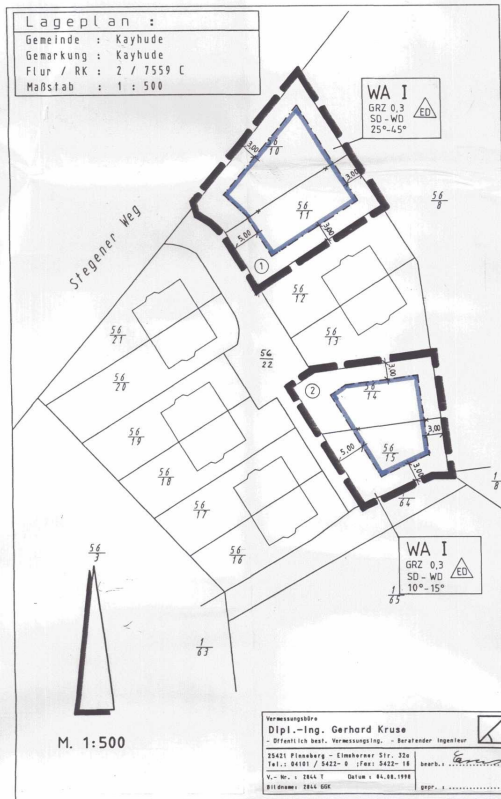 Lageplan :
Gemeinde : Kayhude
Gemarkung : Kayhude
Flur / RK : 2 / 7559 C
Maßstab : 1 : 500
WA I
GRZ 0,3
SD - WD
25°-45°
ED
3,00
56
10
3,00
56
8
56
11
Stegener Weg
5,00
3,00
1
56
12
56
13
56
21
56
22
56
20
2
56
14
3,00
56
19
56
18
5,00
56
15
3,00
3,00
56
17
64
1
8
56
16
56
3
WA I
GRZ 0,3
SD - WD
10°-15°
ED
1
65
1
63
M. 1:500
Vermessungsbüro
Dipl.-Ing. Gerhard Kruse
- Öffentlich best. Vermessungsing. - Beratender Ingenieur
25421 Pinneberg - Elmshorner Str. 32a
Tel.: 04101 / 5422- 0 ;Fax: 5422- 18
bearb.:
V.- Nr. : 2844 T Datum : 04.08.1998
Bildname: 2844 GGK
gepr. :